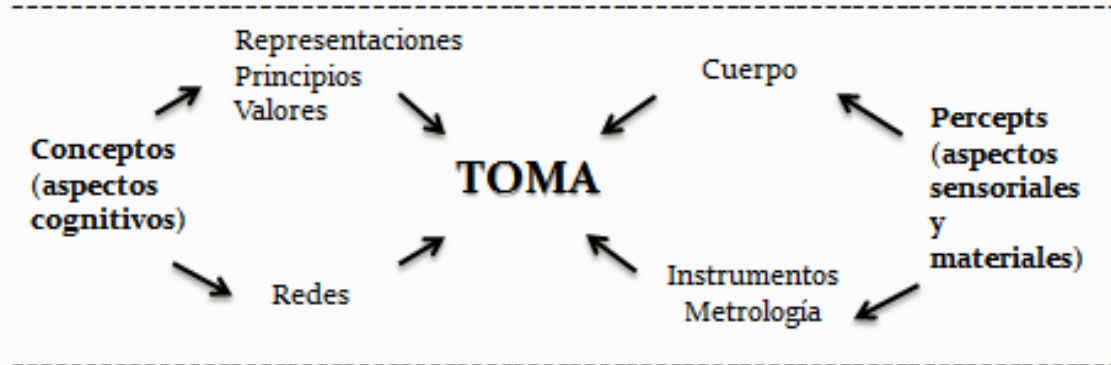 Representaciones
Principios
Valores
Cuerpo
Conceptos
(aspectos
cognitivos)
TOMA
Percepts
(aspectos
sensoriales
y
materiales)
Redes
Instrumentos
Metrología